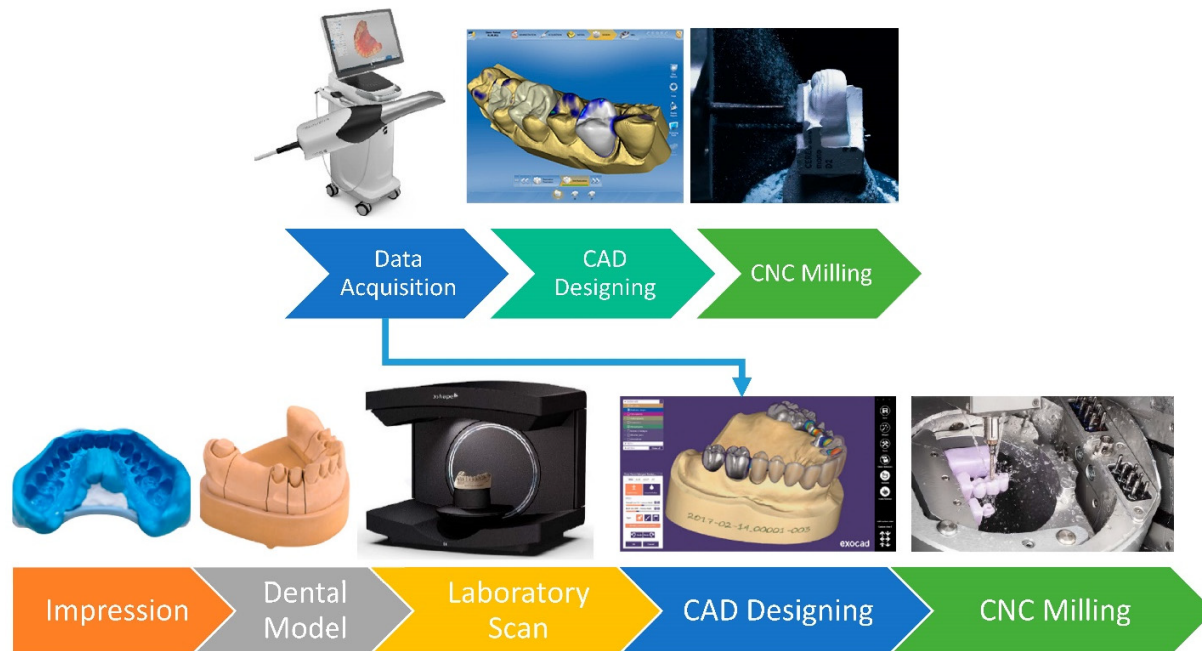 Data
Acquisition
CAD
Designing
CNC Milling
3shape
2017-02-14_00001-003
exocad
Impression
Dental
Model
Laboratory
Scan
CAD Designing
CNC Milling